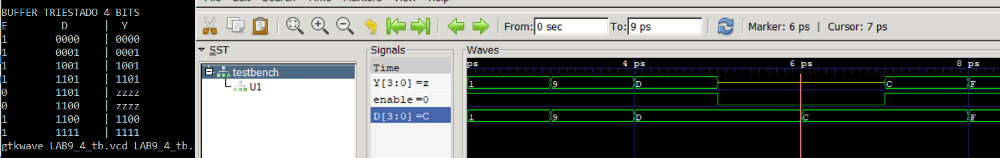 BUFFER TRIESTADO 4 BITS
E D | Y
1 0000 | 0000
1 0001 | 0001
1 1001 | 1001
1 1101 | 1101
0 1101 | zzzz
0 1100 | zzzz
1 1100 | 1100
1 1111 | 1111
gtkwave LAB9_4_tb.vcd LAB9_4_tb.
From: 0 sec To: 9 ps Marker: 6 ps | Cursor: 7 ps
SST
testbench
U1
Signals
Time
Y[3:0] =z
enable =0
D[3:0] =C
Waves
ps 4 ps 6 ps 8 ps
1 9 D C F
1 9 D C F